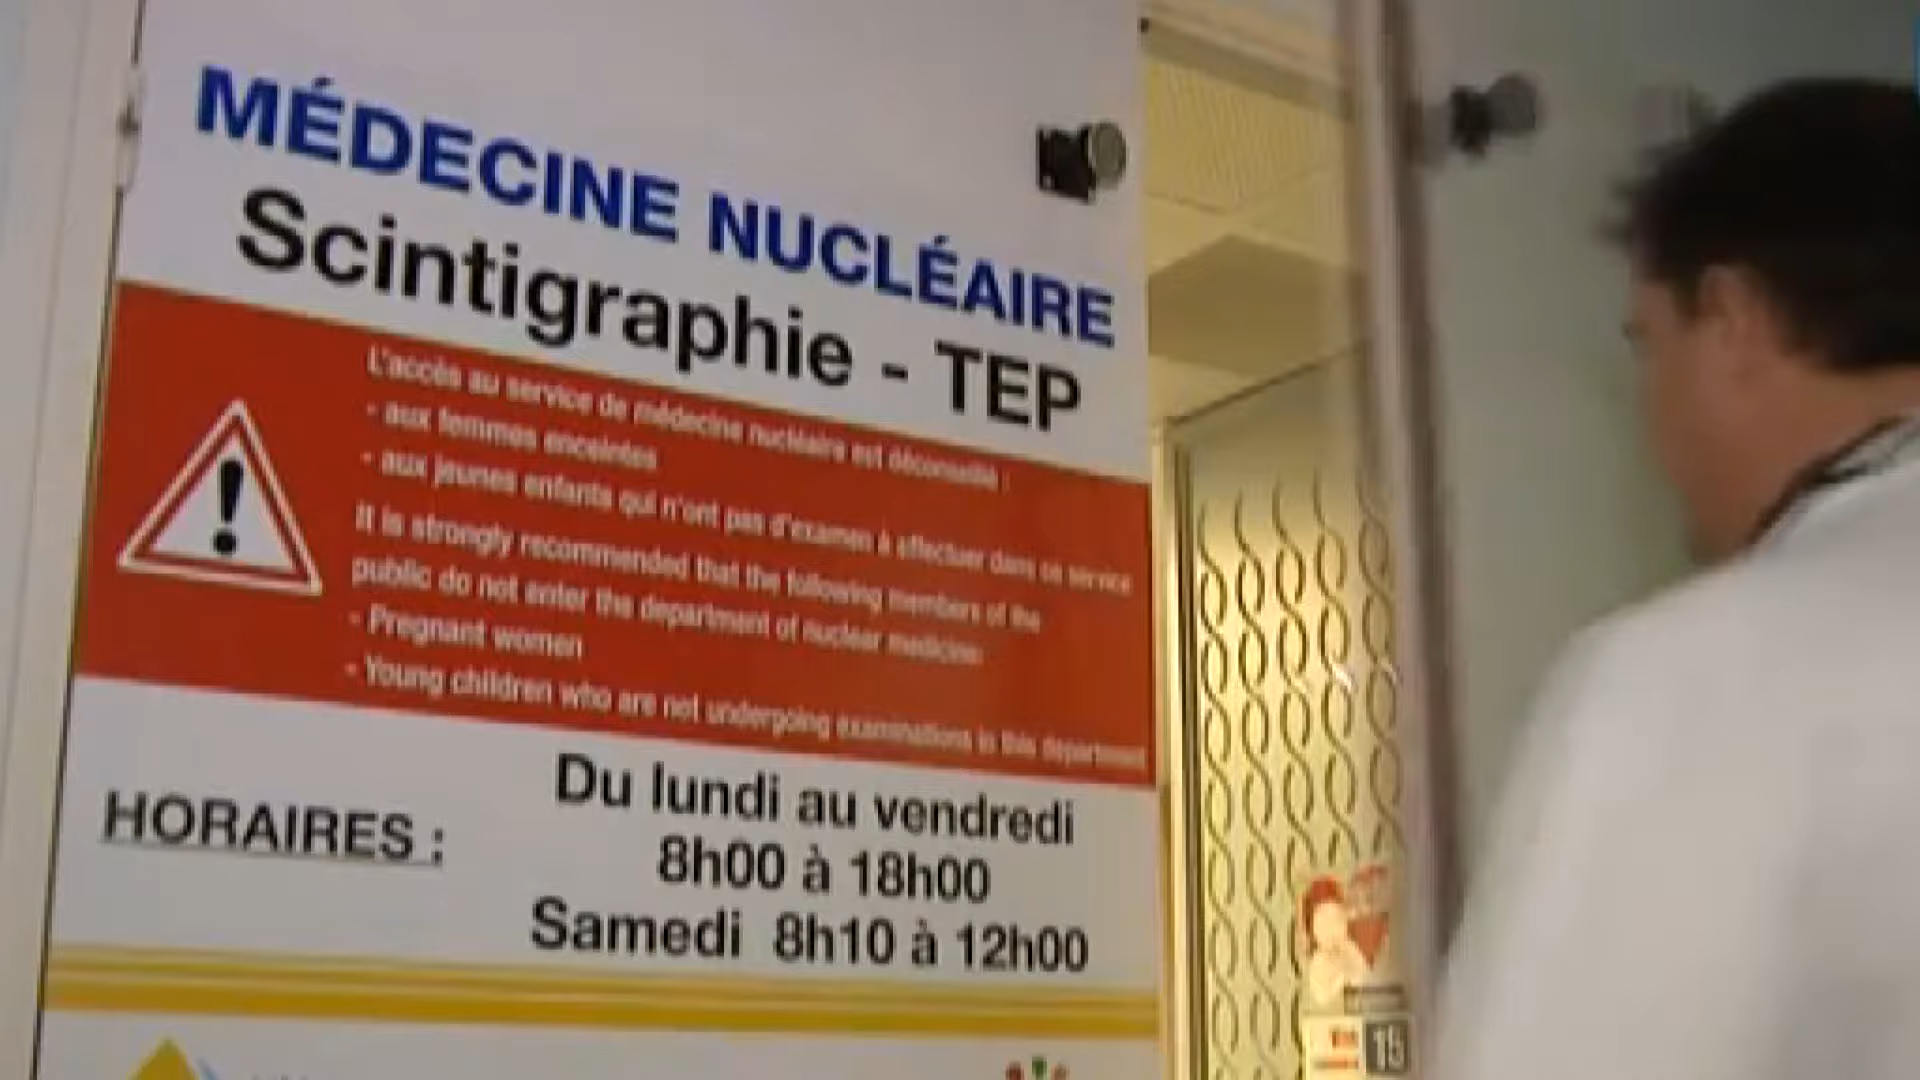 MÉDECINE NUCLÉAIRE
Scintigraphie - TEP
L'accès au service de médecine nucléaire est déconseillé :
- aux femmes enceintes
- aux jeunes enfants qui n'ont pas d'examen à effectuer dans ce service
It is strongly recommended that the following members of the
public do not enter the department of nuclear medicine:
- Pregnant women
- Young children who are not undergoing examinations in this department
HORAIRES :
Du lundi au vendredi
8h00 à 18h00
Samedi 8h10 à 12h00
15